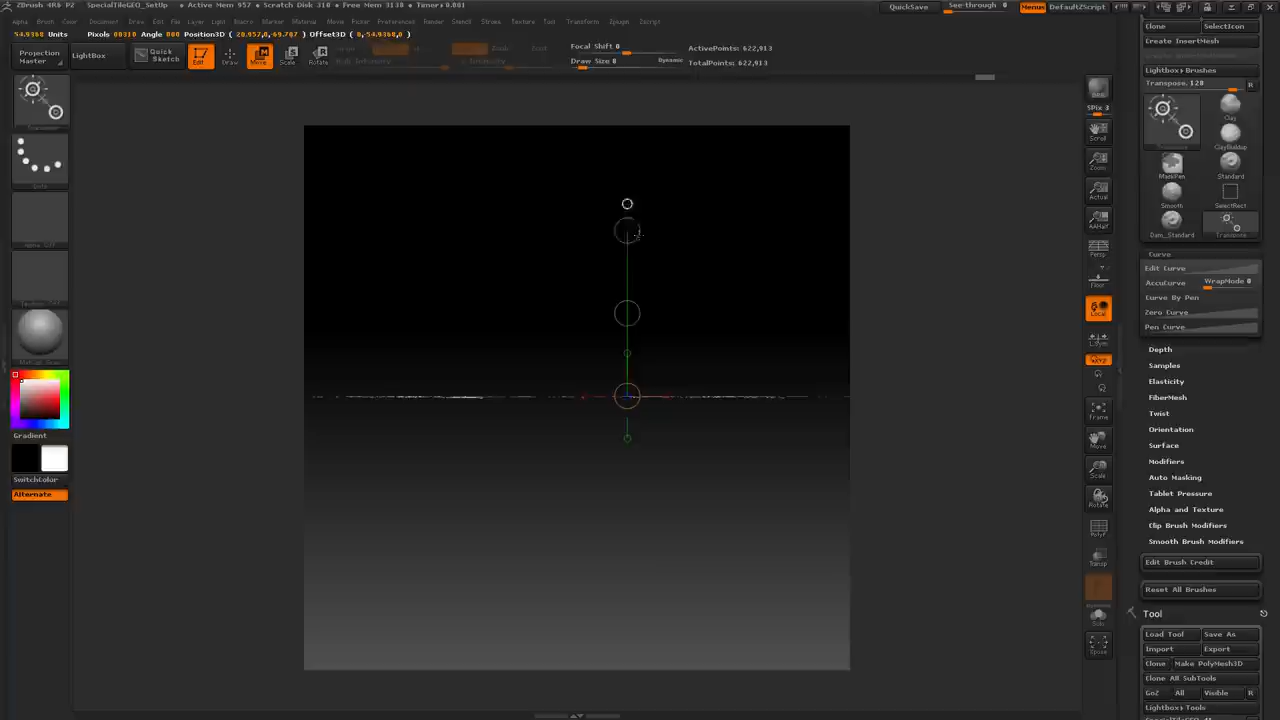 ZBrush 4R6 P2    SpecialTileGEO_SetUp    • Active Mem 957 • Scratch Disk 310 • Free Mem 3130 • Timer▸0.001
QuickSave
See-through 0
Menus
DefaultZScript
Alpha Brush Color Document Draw Edit File Layer Light Macro Marker Material Movie Picker Preferences Render Stencil Stroke Texture Tool Transform Zplugin Zscript
Projection Master
LightBox
Quick Sketch
Edit
Draw
Move
Scale
Rotate
Focal Shift 0
Draw Size 8
Dynamic
ActivePoints: 622,913
TotalPoints: 622,913
Gradient
SwitchColor
Alternate
SPix 3
Scroll
Zoom
Actual
AAHalf
Persp
Floor
Local
Frame
Move
Scale
Rotate
PolyF
Transp
Solo
Xpose
Clone
SelectIcon
Create InsertMesh
Lightbox▸Brushes
Transpose. 120
R
Clay
ClayBuildup
MaskPen
Standard
Smooth
SelectRect
Dam_Standard
Transpose
Curve
Edit Curve
AccuCurve
WrapMode 0
Curve By Pen
Zero Curve
Pen Curve
Depth
Samples
Elasticity
FiberMesh
Twist
Orientation
Surface
Modifiers
Auto Masking
Tablet Pressure
Alpha and Texture
Clip Brush Modifiers
Smooth Brush Modifiers
Edit Brush Credit
Reset All Brushes
Tool
Load Tool
Save As
Import
Export
Clone
Make PolyMesh3D
Clone All SubTools
GoZ
All
Visible
R
Lightbox▸Tools